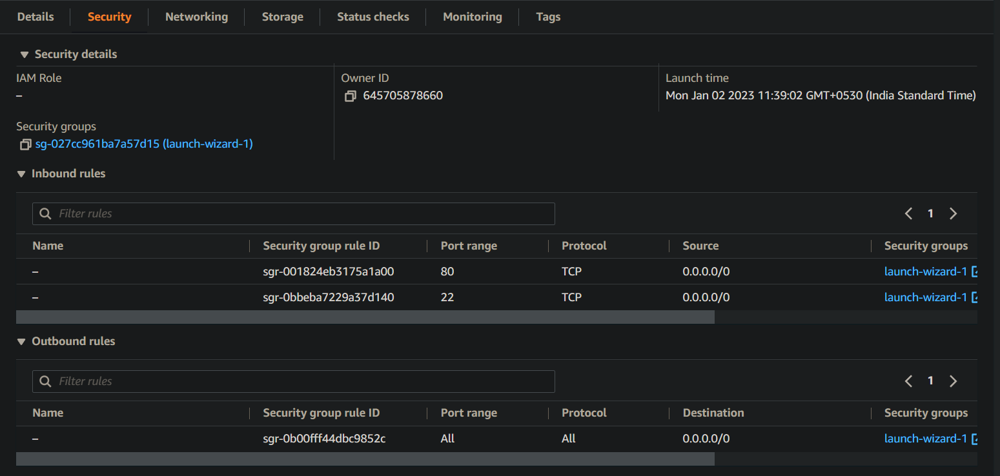 Details Security Networking Storage Status checks Monitoring Tags
Security details
IAM Role Owner ID Launch time
– 645705878660 Mon Jan 02 2023 11:39:02 GMT+0530 (India Standard Time)
Security groups
sg-027cc961ba7a57d15 (launch-wizard-1)
Inbound rules
Filter rules 1
Name Security group rule ID Port range Protocol Source Security groups
– sgr-001824eb3175a1a00 80 TCP 0.0.0.0/0 launch-wizard-1
– sgr-0bbeba7229a37d140 22 TCP 0.0.0.0/0 launch-wizard-1
Outbound rules
Filter rules 1
Name Security group rule ID Port range Protocol Destination Security groups
– sgr-0b00fff44dbc9852c All All 0.0.0.0/0 launch-wizard-1